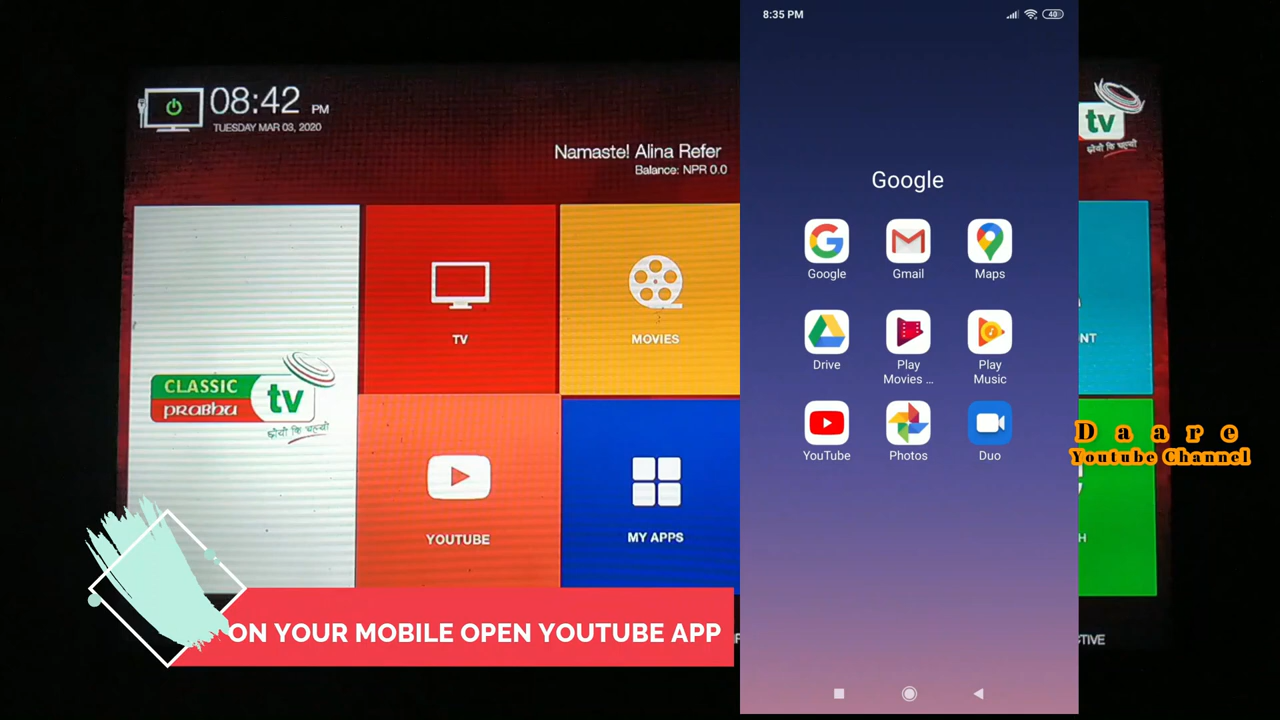 08:42 PM
TUESDAY MAR 03, 2020
Namaste! Alina Refer
Balance: NPR 0.0
CLASSIC
PRABHU
tv
TV
MOVIES
YOUTUBE
MY APPS
ON YOUR MOBILE OPEN YOUTUBE APP
8:35 PM
40
Google
Google
Gmail
Maps
Drive
Play
Movies ...
Play
Music
YouTube
Photos
Duo
tv
NT
D a a r e
Youtube Channel
H
TIVE